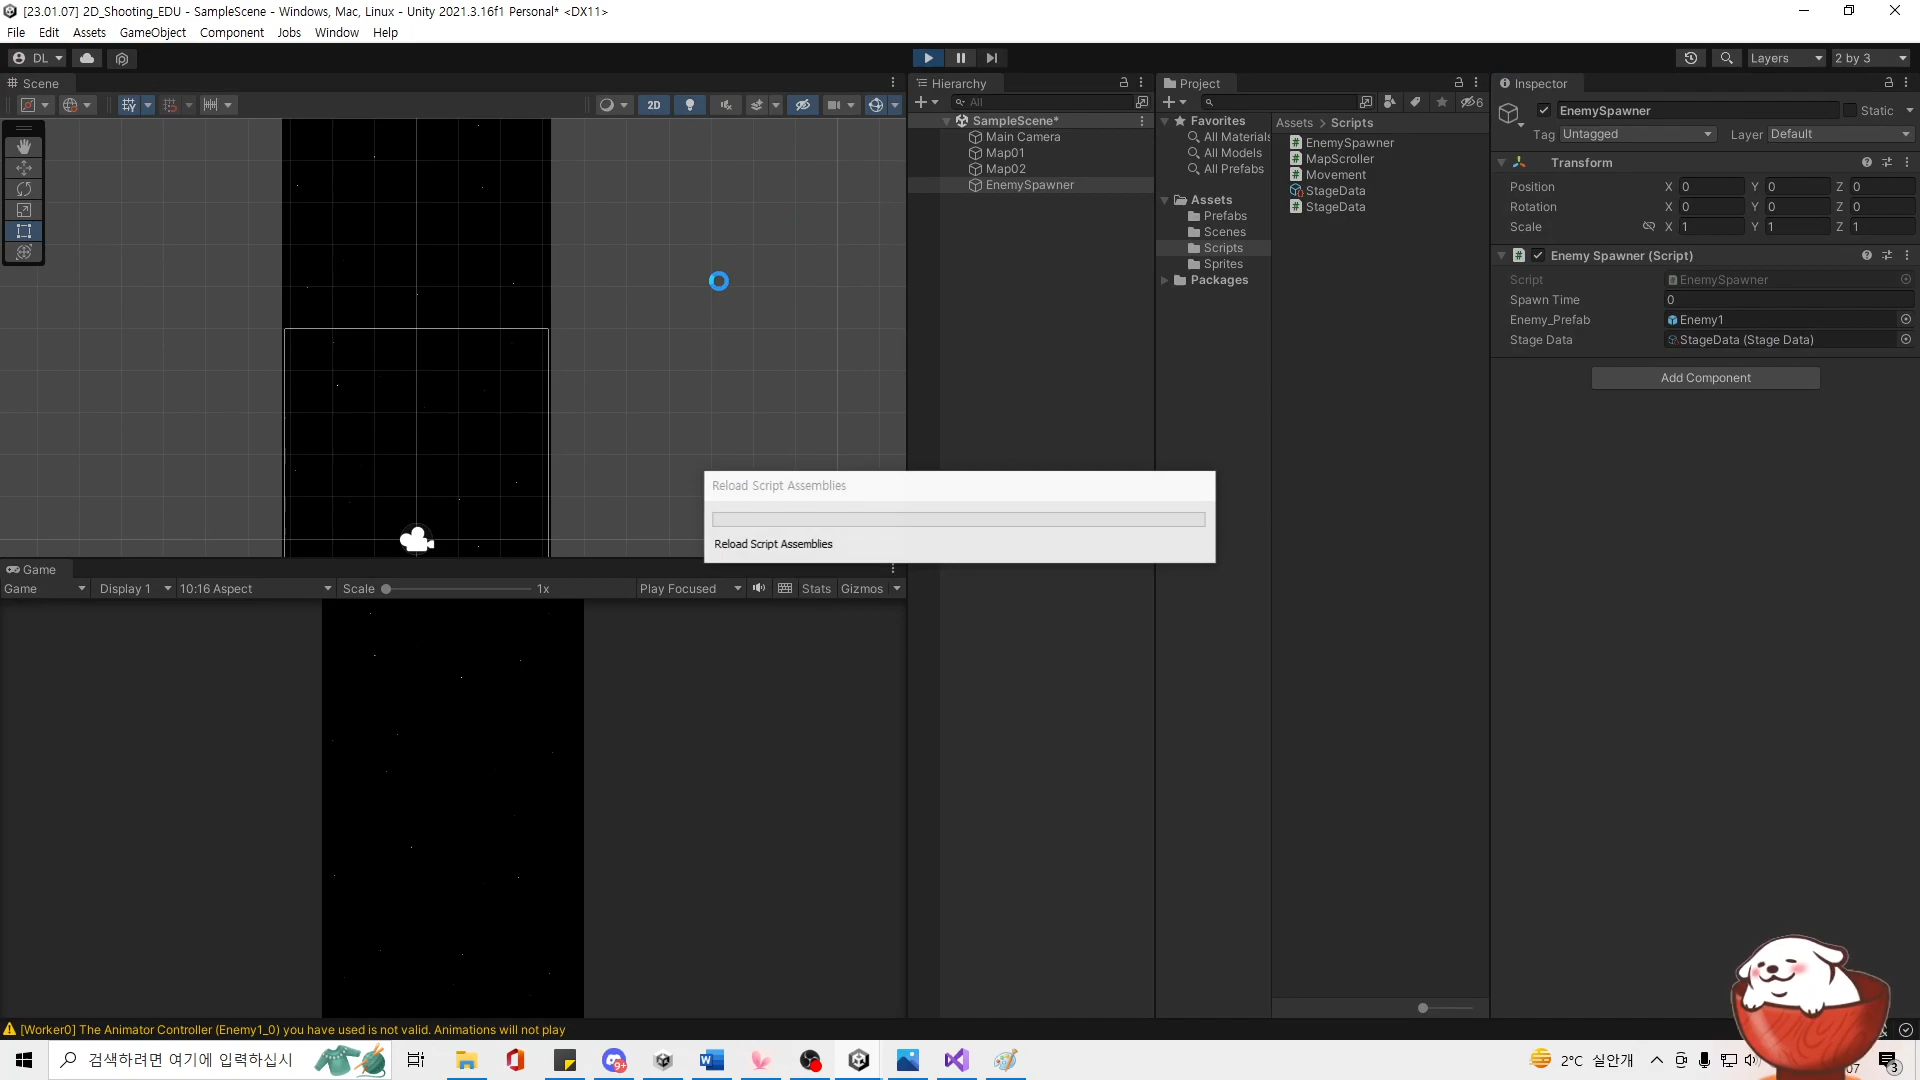 [23.01.07] 2D_Shooting_EDU - SampleScene - Windows, Mac, Linux - Unity 2021.3.16f1 Personal* <DX11>
File Edit Assets GameObject Component Jobs Window Help
DL
Layers
2 by 3
Scene
2D
Hierarchy
All
SampleScene*
Main Camera
Map01
Map02
EnemySpawner
Project
6
Favorites
All Materials
All Models
All Prefabs
Assets
Prefabs
Scenes
Scripts
Sprites
Packages
Assets > Scripts
EnemySpawner
MapScroller
Movement
StageData
StageData
Inspector
EnemySpawner
Static
Tag Untagged Layer Default
Transform
Position X 0 Y 0 Z 0
Rotation X 0 Y 0 Z 0
Scale X 1 Y 1 Z 1
Enemy Spawner (Script)
Script EnemySpawner
Spawn Time 0
Enemy_Prefab Enemy1
Stage Data StageData (Stage Data)
Add Component
Reload Script Assemblies
Reload Script Assemblies
Game
Game Display 1 10:16 Aspect Scale 1x Play Focused Stats Gizmos
[Worker0] The Animator Controller (Enemy1_0) you have used is not valid. Animations will not play
검색하려면 여기에 입력하십시
9+
2°C 실안개
07
3